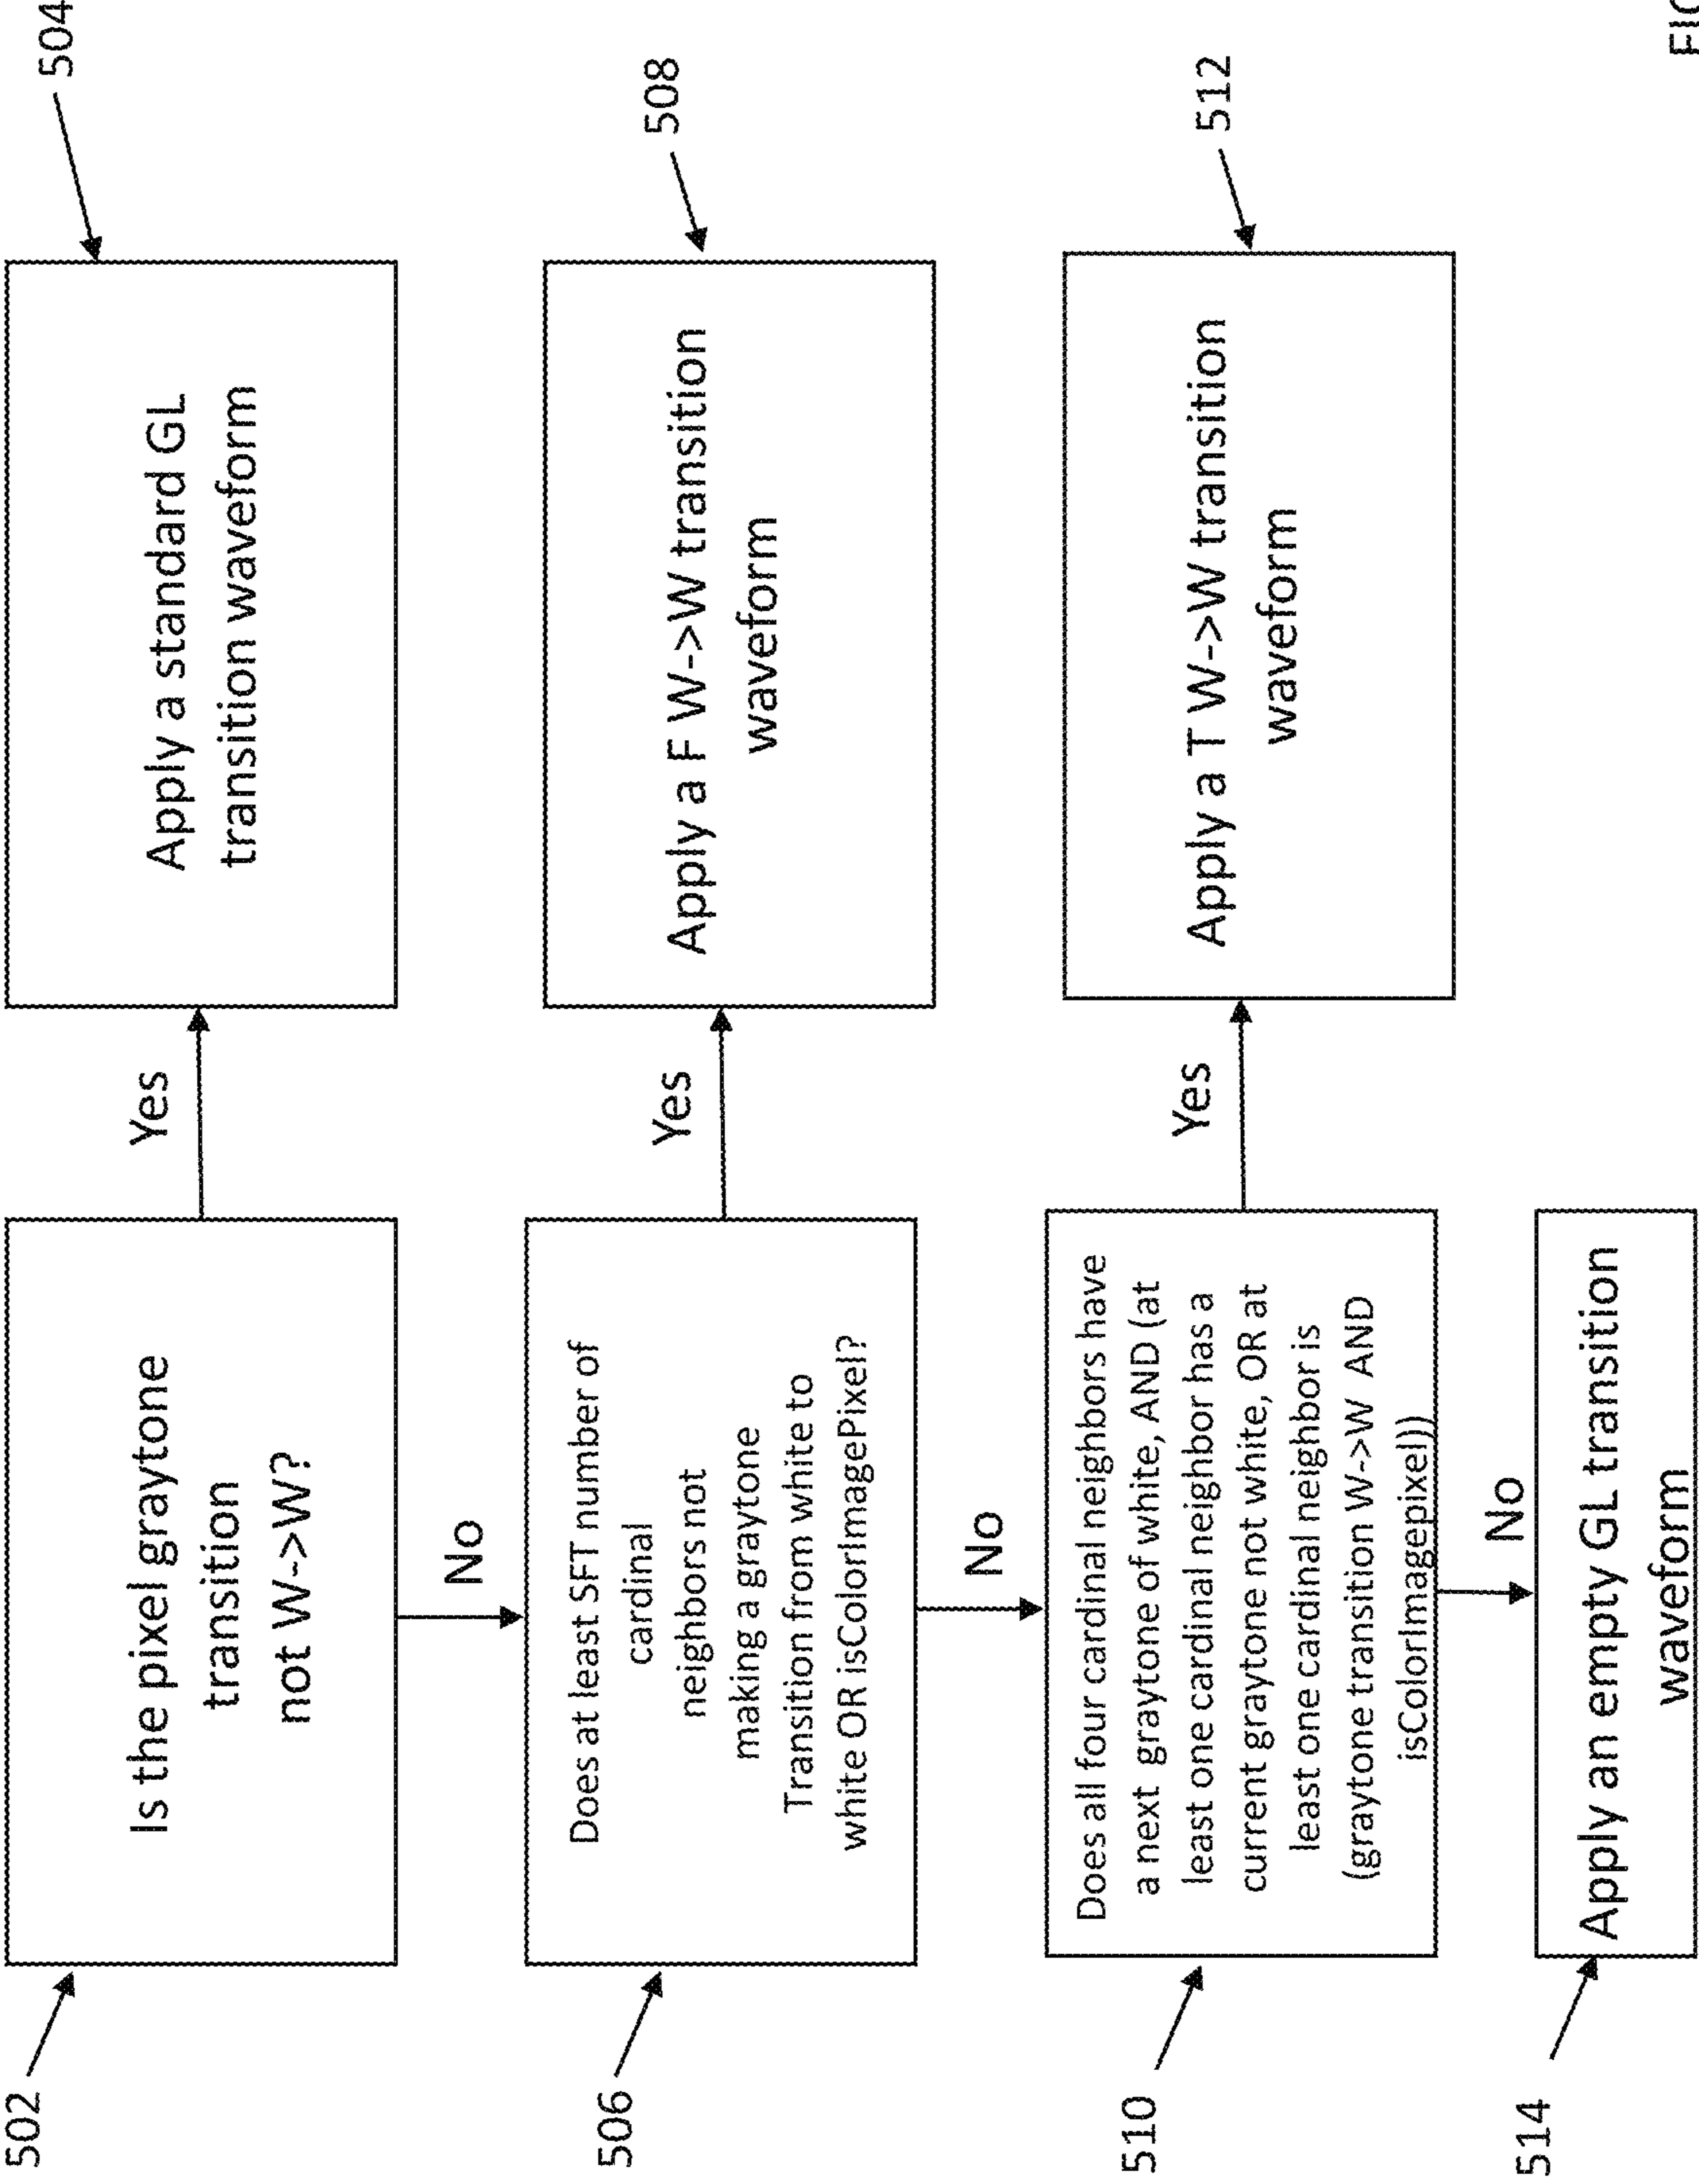 502
Is the pixel graytone
transition
not W->W?
Yes
Apply a standard GL
transition waveform
504
No
506
Does at least SFT number of
cardinal
neighbors not
making a graytone
Transition from white to
white OR isColorImagePixel?
Yes
Apply a F W->W transition
waveform
508
No
510
Does all four cardinal neighbors have
a next graytone of white, AND (at
least one cardinal neighbor has a
current graytone not white, OR at
least one cardinal neighbor is
(graytone transition W->W AND
isColorImagepixel))
Yes
Apply a T W->W transition
waveform
512
No
514
Apply an empty GL transition
waveform